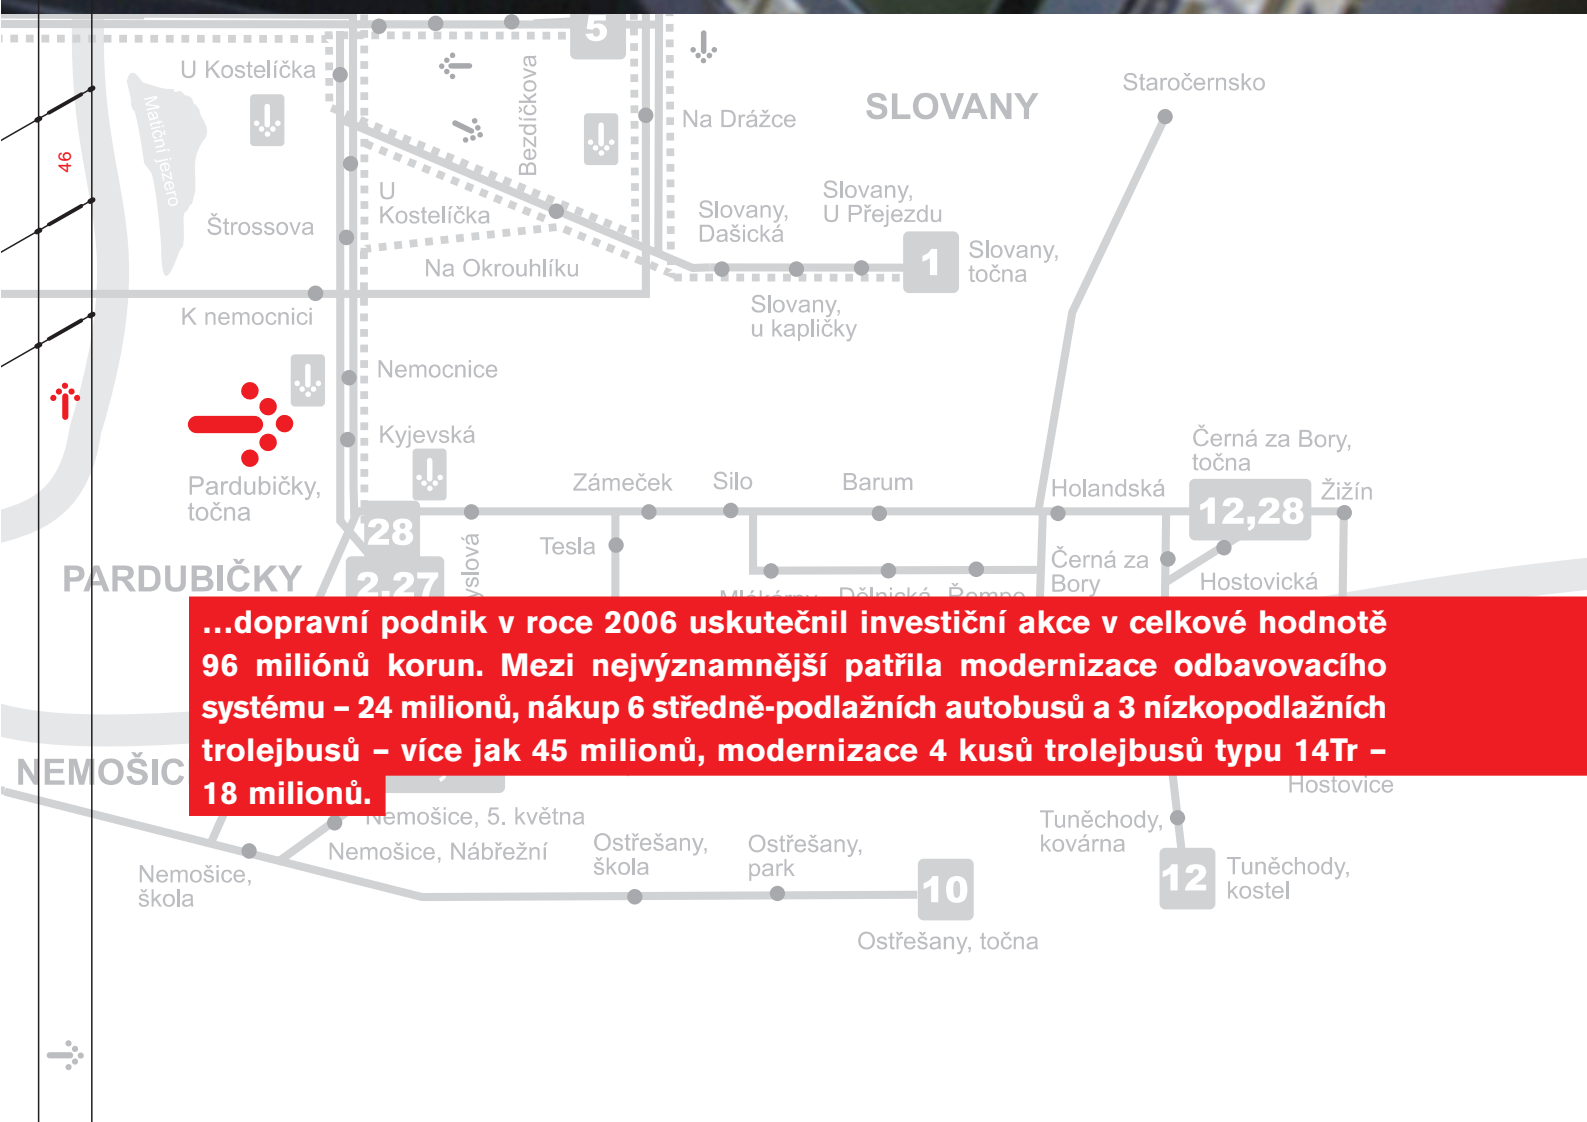 5
U Kostelíčka
Bezdíčkova
Na Drážce
SLOVANY
Staročernsko
Matiční jezero
46
U
Kostelíčka
Štrossova
Slovany,
Dašická
Slovany,
U Přejezdu
1
Slovany,
točna
Na Okrouhlíku
Slovany,
u kapličky
K nemocnici
Nemocnice
Kyjevská
Pardubičky,
točna
Zámeček
Silo
Barum
Holandská
Černá za Bory,
točna
12,28
Žižín
28
Tesla
Černá za
Bory
Hostovická
PARDUBIČKY
2,27
Dělnická
…dopravní podnik v roce 2006 uskutečnil investiční akce v celkové hodnotě
96 miliónů korun. Mezi nejvýznamnější patřila modernizace odbavovacího
systému – 24 milionů, nákup 6 středně-podlažních autobusů a 3 nízkopodlažních
trolejbusů – více jak 45 milionů, modernizace 4 kusů trolejbusů typu 14Tr –
18 milionů.
NEMOŠIC
Hostovice
Nemošice, 5. května
Nemošice, Nábřežní
Nemošice,
škola
Ostřešany,
škola
Ostřešany,
park
10
Ostřešany, točna
Tuněchody,
kovárna
12
Tuněchody,
kostel